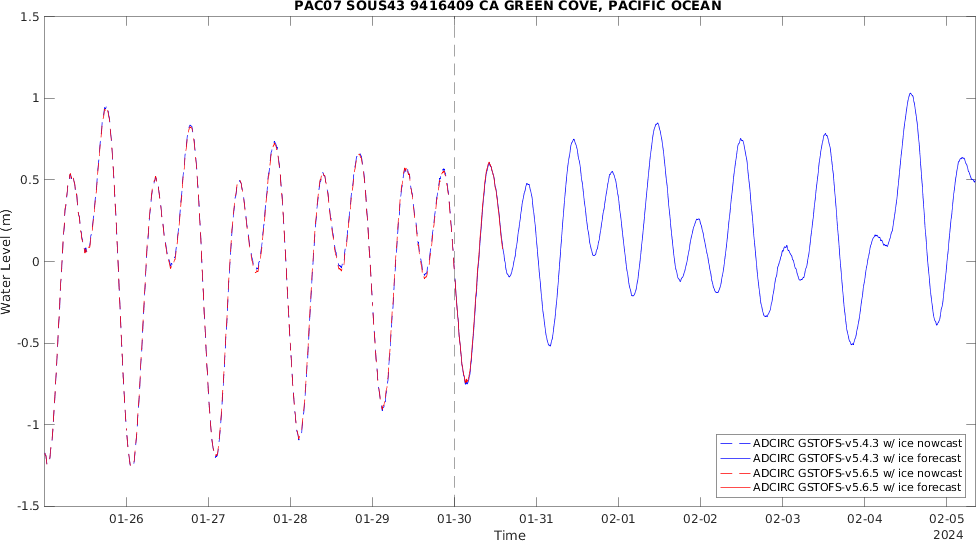 PAC07 SOUS43 9416409 CA GREEN COVE, PACIFIC OCEAN
1.5
1
0.5
0
-0.5
-1
-1.5
Water Level (m)
01-26
01-27
01-28
01-29
01-30
01-31
02-01
02-02
02-03
02-04
02-05
2024
Time
ADCIRC GSTOFS-v5.4.3 w/ ice nowcast
ADCIRC GSTOFS-v5.4.3 w/ ice forecast
ADCIRC GSTOFS-v5.6.5 w/ ice nowcast
ADCIRC GSTOFS-v5.6.5 w/ ice forecast